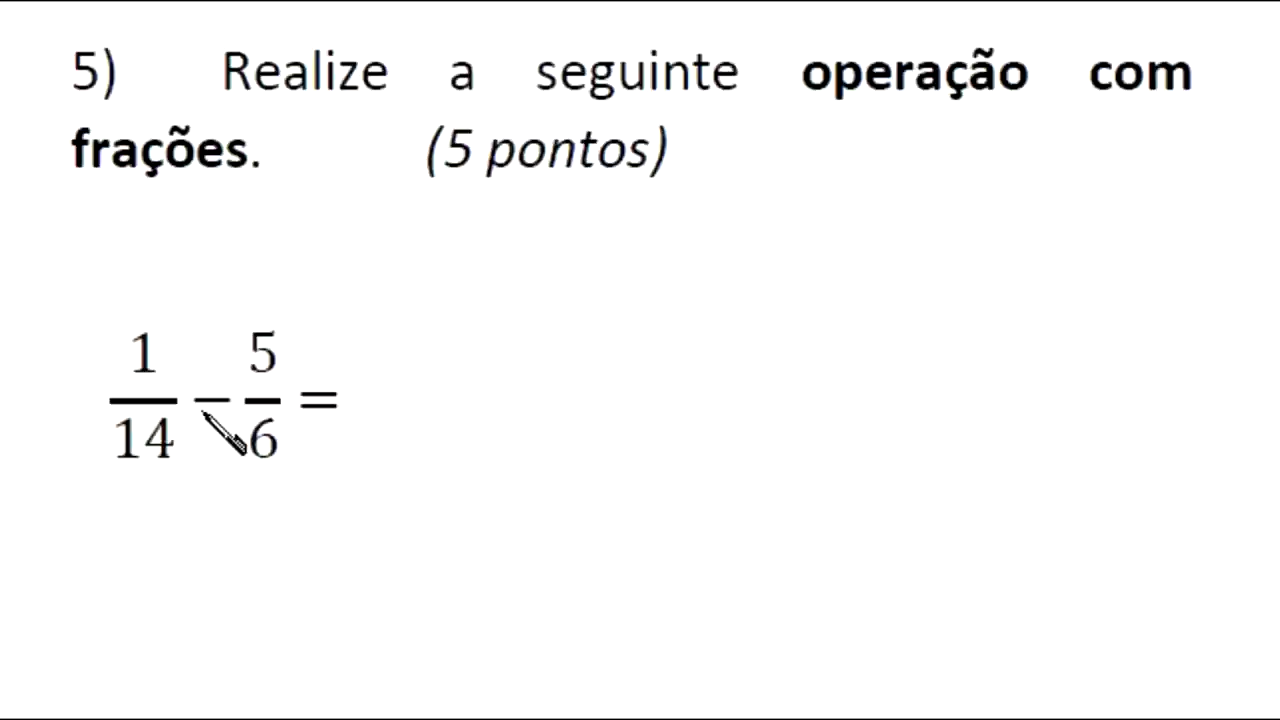 5) Realize a seguinte operação com
frações. (5 pontos)
1/14 − 5/6 =